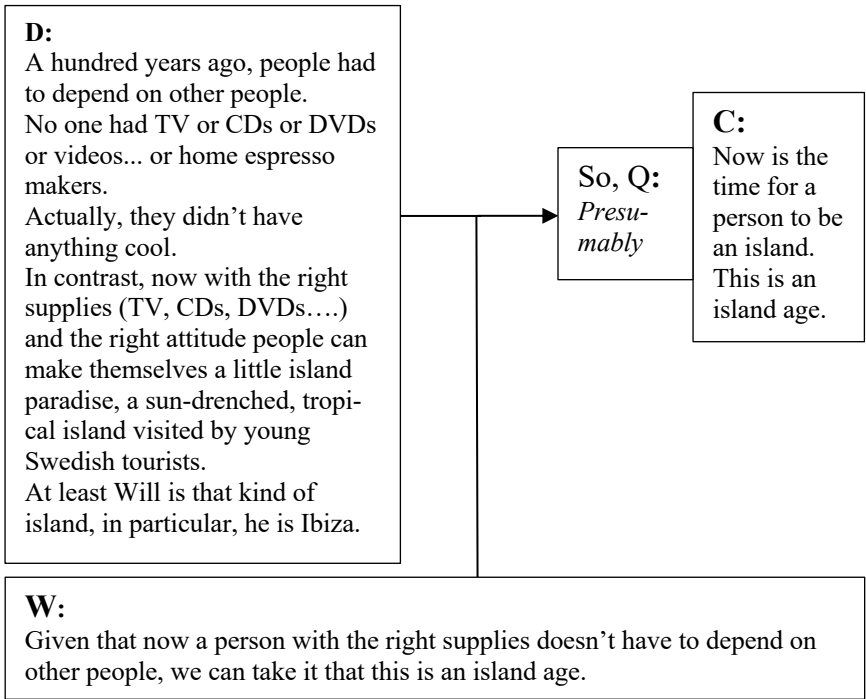 D:
A hundred years ago, people had
to depend on other people.
No one had TV or CDs or DVDs
or videos... or home espresso
makers.
Actually, they didn’t have
anything cool.
In contrast, now with the right
supplies (TV, CDs, DVDs….)
and the right attitude people can
make themselves a little island
paradise, a sun-drenched, tropi-
cal island visited by young
Swedish tourists.
At least Will is that kind of
island, in particular, he is Ibiza.
So, Q:
Presu-
mably
C:
Now is the
time for a
person to be
an island.
This is an
island age.
W:
Given that now a person with the right supplies doesn’t have to depend on
other people, we can take it that this is an island age.